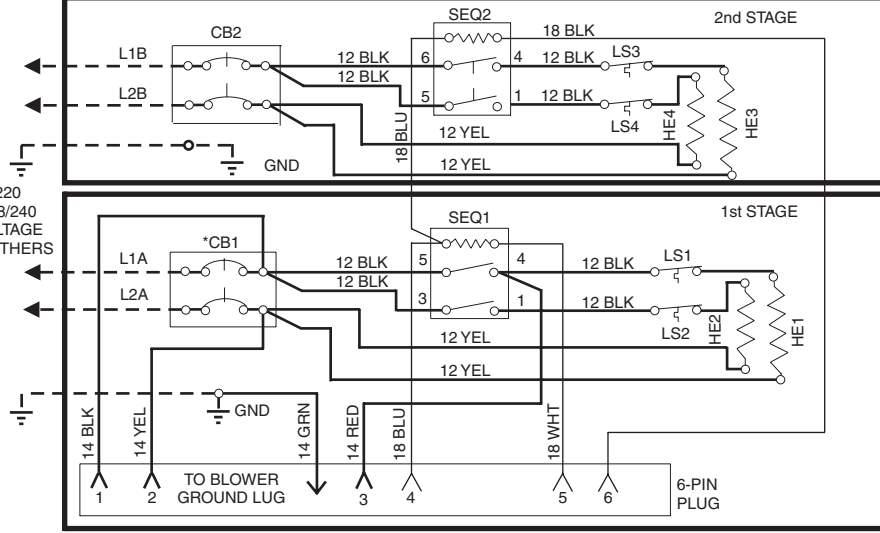 SEQ2
2nd STAGE
CB2
18 BLK
L1B
12 BLK
6
4
12 BLK
LS3
12 BLK
L2B
5
1
12 BLK
LS4
HE4
HE3
18 BLU
12 YEL
GND
12 YEL
220
8/240
LTAGE
THERS
SEQ1
1st STAGE
*CB1
L1A
12 BLK
5
4
12 BLK
LS1
12 BLK
L2A
3
1
12 BLK
LS2
HE2
HE1
12 YEL
12 YEL
GND
14 BLK
14 YEL
14 GRN
14 RED
18 BLU
18 WHT
TO BLOWER
GROUND LUG
1
2
3
4
5
6
6-PIN
PLUG